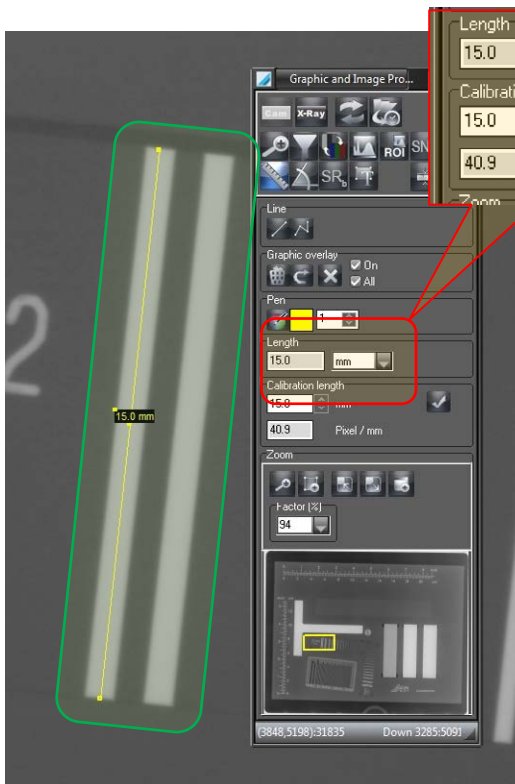 Length
15.0
Calibrati
15.0
40.9
Zoom
Graphic and Image Pro...
Cam X-Ray
ROI SN
SRb T
Line
Graphic overlay
On
All
Pen
1
Length
15.0 mm
Calibration length
15.0 mm
40.9 Pixel / mm
Zoom
Factor (%)
94
2
15.0 mm
(3848,5198):31835 Down 3285:5091